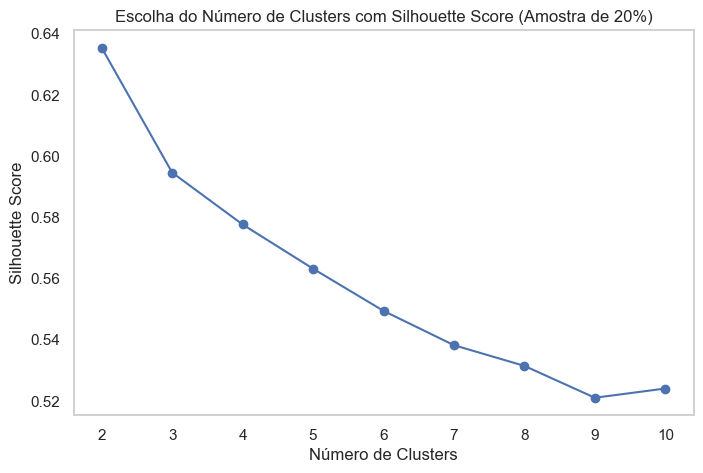 Escolha do Número de Clusters com Silhouette Score (Amostra de 20%)
0.64
0.62
0.60
0.58
0.56
0.54
0.52
Silhouette Score
2 3 4 5 6 7 8 9 10
Número de Clusters